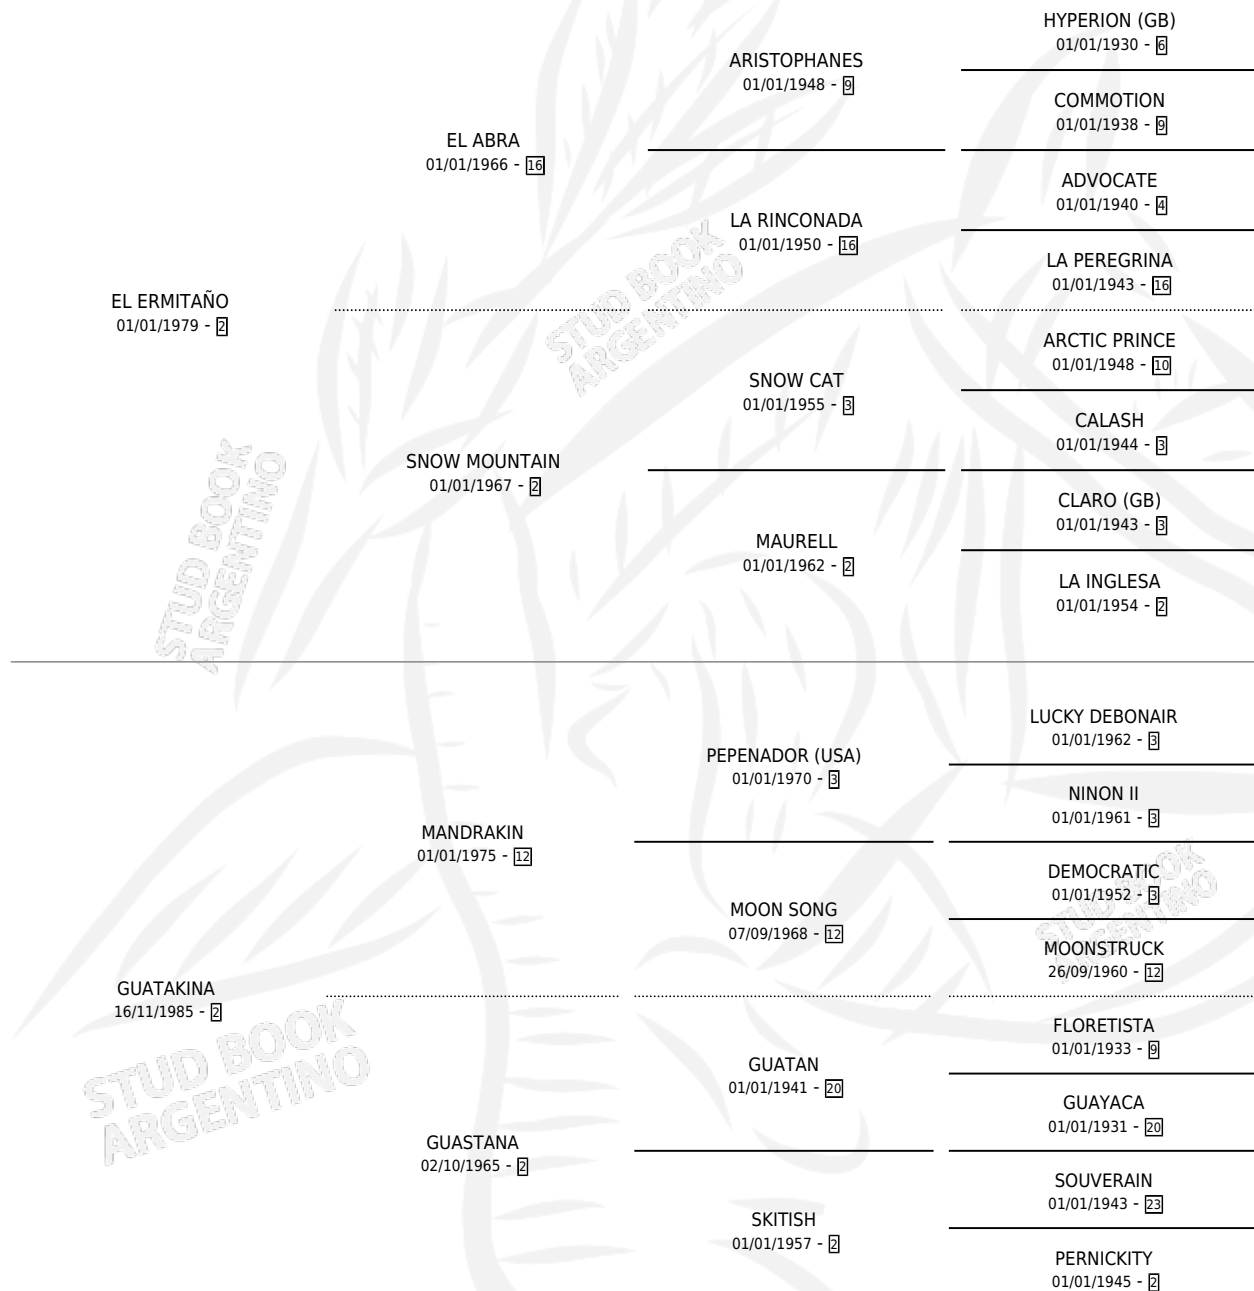 HYPERION (GB)
01/01/1930 - 6
ARISTOPHANES
01/01/1948 - 9
COMMOTION
01/01/1938 - 9
EL ABRA
01/01/1966 - 16
ADVOCATE
01/01/1940 - 4
LA RINCONADA
01/01/1950 - 16
LA PEREGRINA
01/01/1943 - 16
EL ERMITAÑO
01/01/1979 - 2
ARCTIC PRINCE
01/01/1948 - 10
SNOW CAT
01/01/1955 - 3
CALASH
01/01/1944 - 3
SNOW MOUNTAIN
01/01/1967 - 2
CLARO (GB)
01/01/1943 - 3
MAURELL
01/01/1962 - 2
LA INGLESA
01/01/1954 - 2
LUCKY DEBONAIR
01/01/1962 - 3
PEPENADOR (USA)
01/01/1970 - 3
NINON II
01/01/1961 - 3
MANDRAKIN
01/01/1975 - 12
DEMOCRATIC
01/01/1952 - 3
MOON SONG
07/09/1968 - 12
MOONSTRUCK
26/09/1960 - 12
GUATAKINA
16/11/1985 - 2
FLORETISTA
01/01/1933 - 9
GUATAN
01/01/1941 - 20
GUAYACA
01/01/1931 - 20
GUASTANA
02/10/1965 - 2
SOUVERAIN
01/01/1943 - 23
SKITISH
01/01/1957 - 2
PERNICKITY
01/01/1945 - 2
STUD BOOK
ARGENTINO
STUD BOOK
ARGENTINO
STUD BOOK
ARGENTINO
STUD BOOK
ARGENTINO